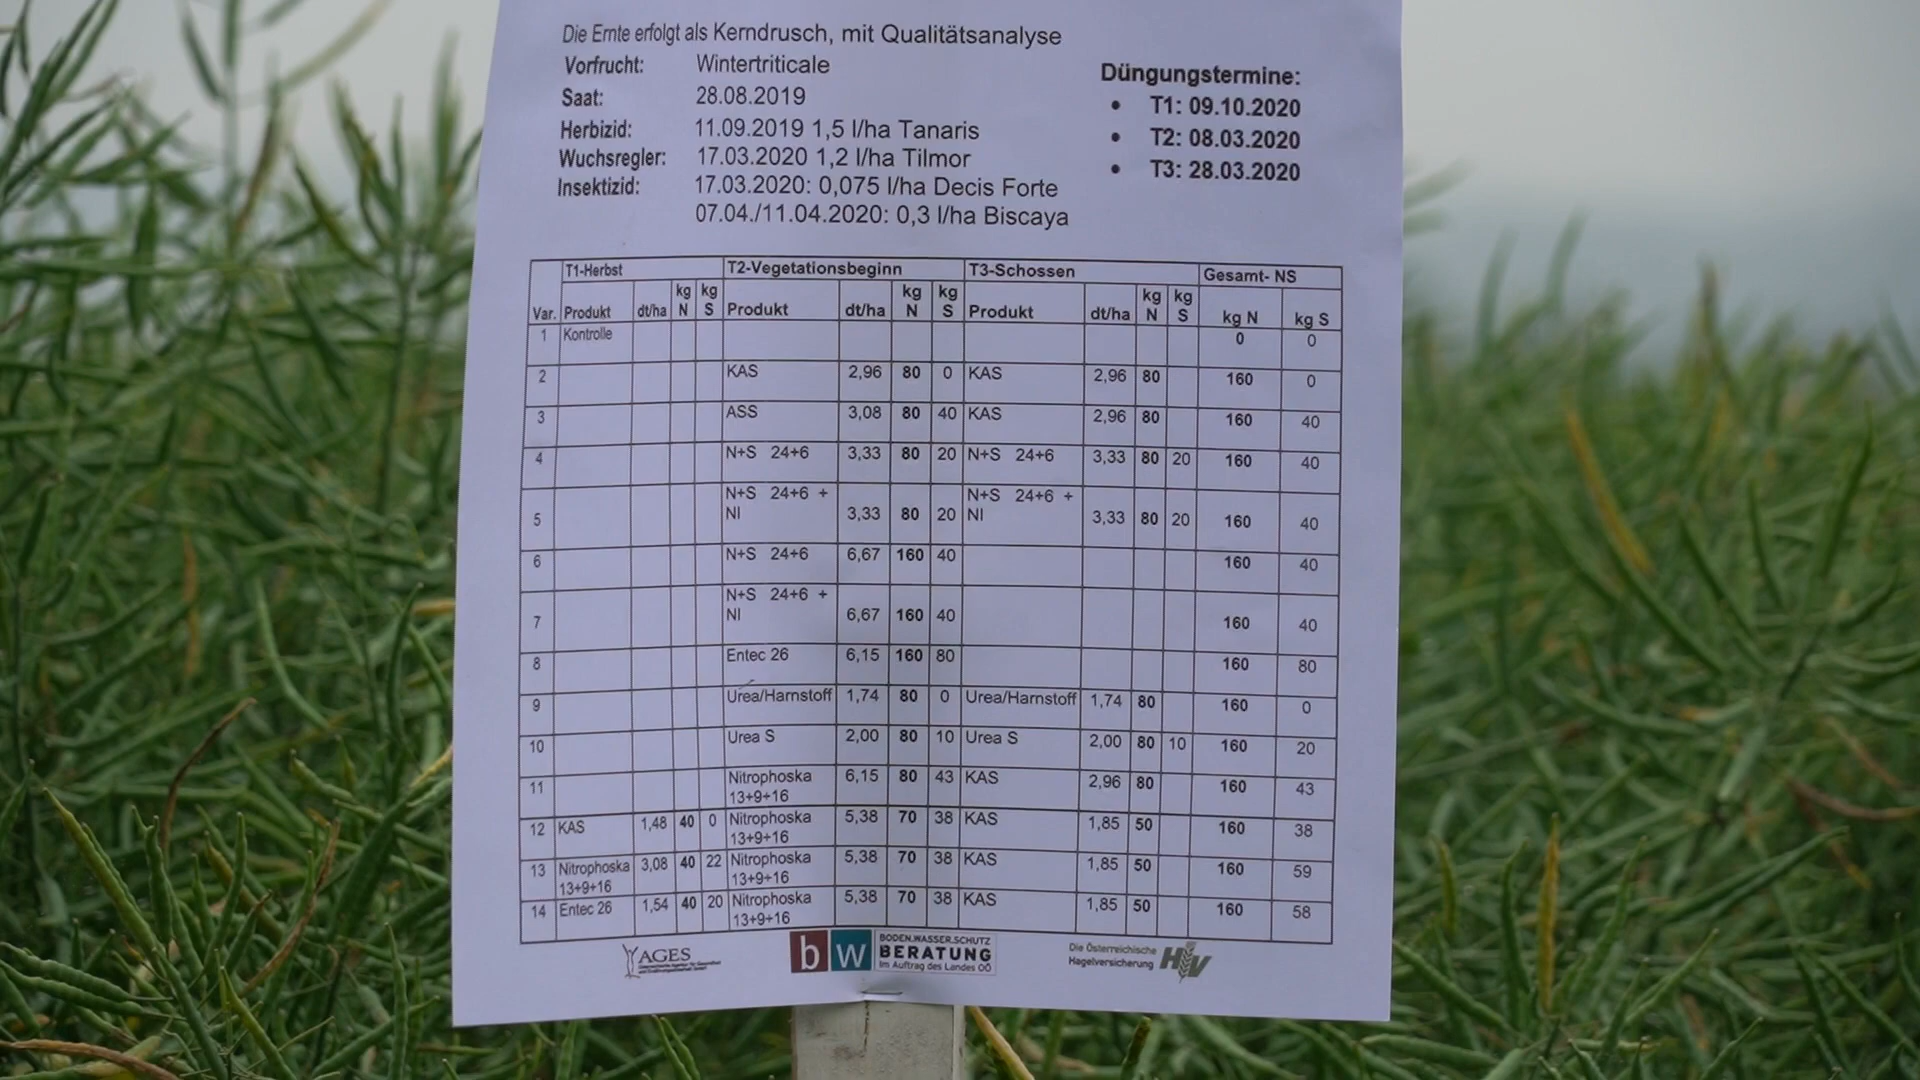 Die Ernte erfolgt als Kerndrusch, mit Qualitätsanalyse
Vorfrucht: Wintertriticale
Saat: 28.08.2019
Herbizid: 11.09.2019 1,5 l/ha Tanaris
Wuchsregler: 17.03.2020 1,2 l/ha Tilmor
Insektizid: 17.03.2020: 0,075 l/ha Decis Forte
07.04./11.04.2020: 0,3 l/ha Biscaya
Düngungstermine:
• T1: 09.10.2020
• T2: 08.03.2020
• T3: 28.03.2020
T1-Herbst T2-Vegetationsbeginn T3-Schossen Gesamt- NS
Var. Produkt dt/ha kg N kg S Produkt dt/ha kg N kg S Produkt dt/ha kg N kg S kg N kg S
1 Kontrolle 0 0
2 KAS 2,96 80 0 KAS 2,96 80 160 0
3 ASS 3,08 80 40 KAS 2,96 80 160 40
4 N+S 24+6 3,33 80 20 N+S 24+6 3,33 80 20 160 40
5 N+S 24+6 + NI 3,33 80 20 N+S 24+6 + NI 3,33 80 20 160 40
6 N+S 24+6 6,67 160 40 160 40
7 N+S 24+6 + NI 6,67 160 40 160 40
8 Entec 26 6,15 160 80 160 80
9 Urea/Harnstoff 1,74 80 0 Urea/Harnstoff 1,74 80 160 0
10 Urea S 2,00 80 10 Urea S 2,00 80 10 160 20
11 Nitrophoska 13+9+16 6,15 80 43 KAS 2,96 80 160 43
12 KAS 1,48 40 0 Nitrophoska 13+9+16 5,38 70 38 KAS 1,85 50 160 38
13 Nitrophoska 13+9+16 3,08 40 22 Nitrophoska 13+9+16 5,38 70 38 KAS 1,85 50 160 59
14 Entec 26 1,54 40 20 Nitrophoska 13+9+16 5,38 70 38 KAS 1,85 50 160 58
AGES
bw
BODEN.WASSER.SCHUTZ
BERATUNG
Im Auftrag des Landes OÖ
Die Österreichische
Hagelversicherung
HV